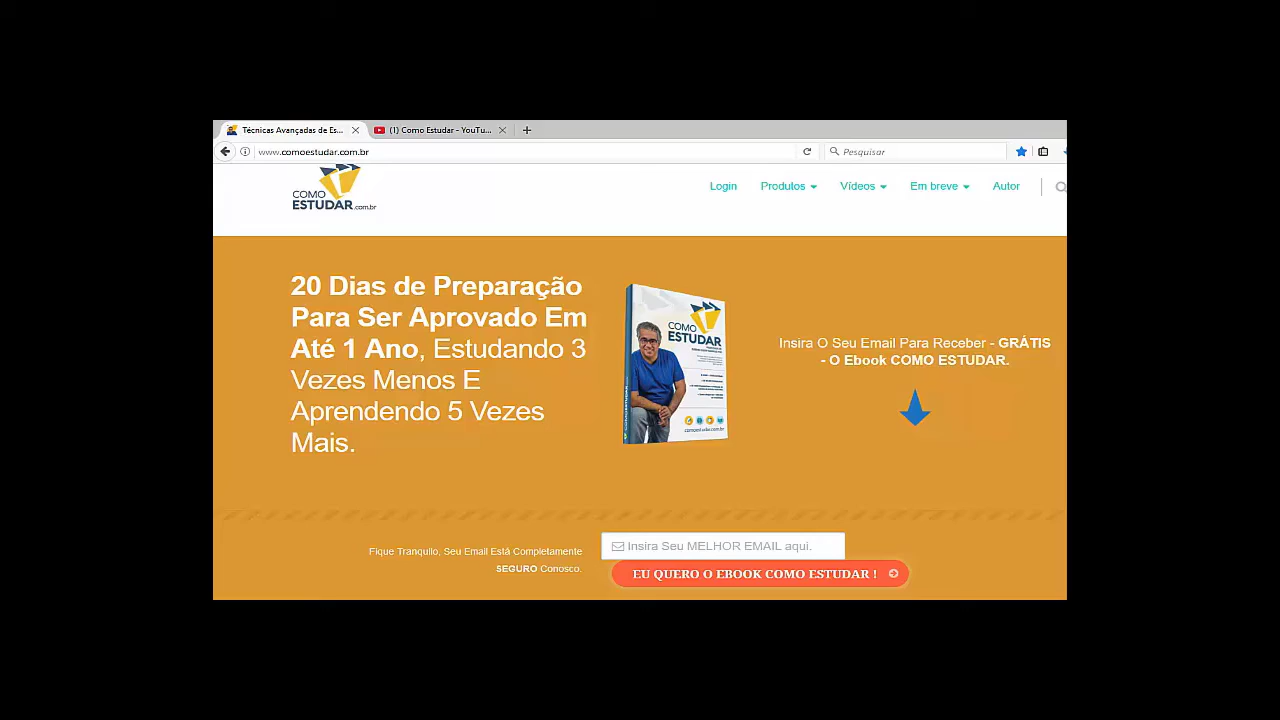 Técnicas Avançadas de Es...
(1) Como Estudar - YouTu...
www.comoestudar.com.br
Pesquisar
COMO
ESTUDAR.com.br
Login
Produtos
Vídeos
Em breve
Autor
20 Dias de Preparação
Para Ser Aprovado Em
Até 1 Ano, Estudando 3
Vezes Menos E
Aprendendo 5 Vezes
Mais.
COMO
ESTUDAR
comoestudar.com.br
Insira O Seu Email Para Receber - GRÁTIS
- O Ebook COMO ESTUDAR.
Fique Tranquilo, Seu Email Está Completamente
SEGURO Conosco.
Insira Seu MELHOR EMAIL aqui.
EU QUERO O EBOOK COMO ESTUDAR !